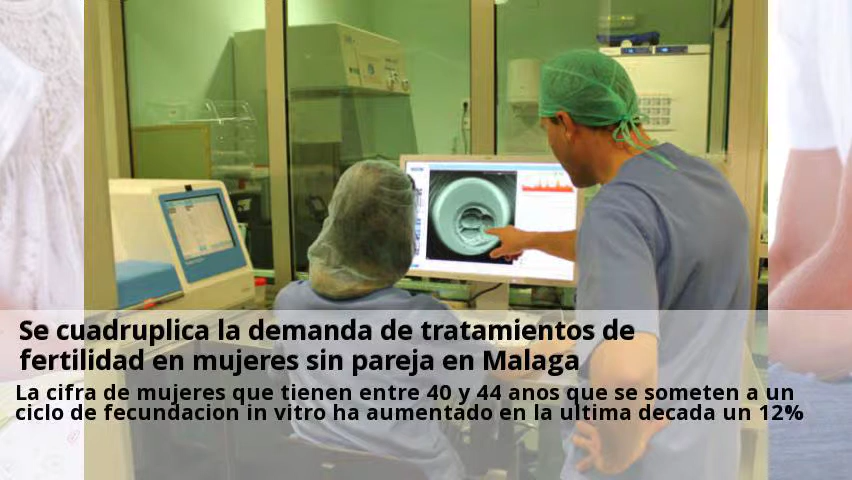 Se cuadruplica la demanda de tratamientos de
fertilidad en mujeres sin pareja en Malaga
La cifra de mujeres que tienen entre 40 y 44 anos que se someten a un
ciclo de fecundacion in vitro ha aumentado en la ultima decada un 12%